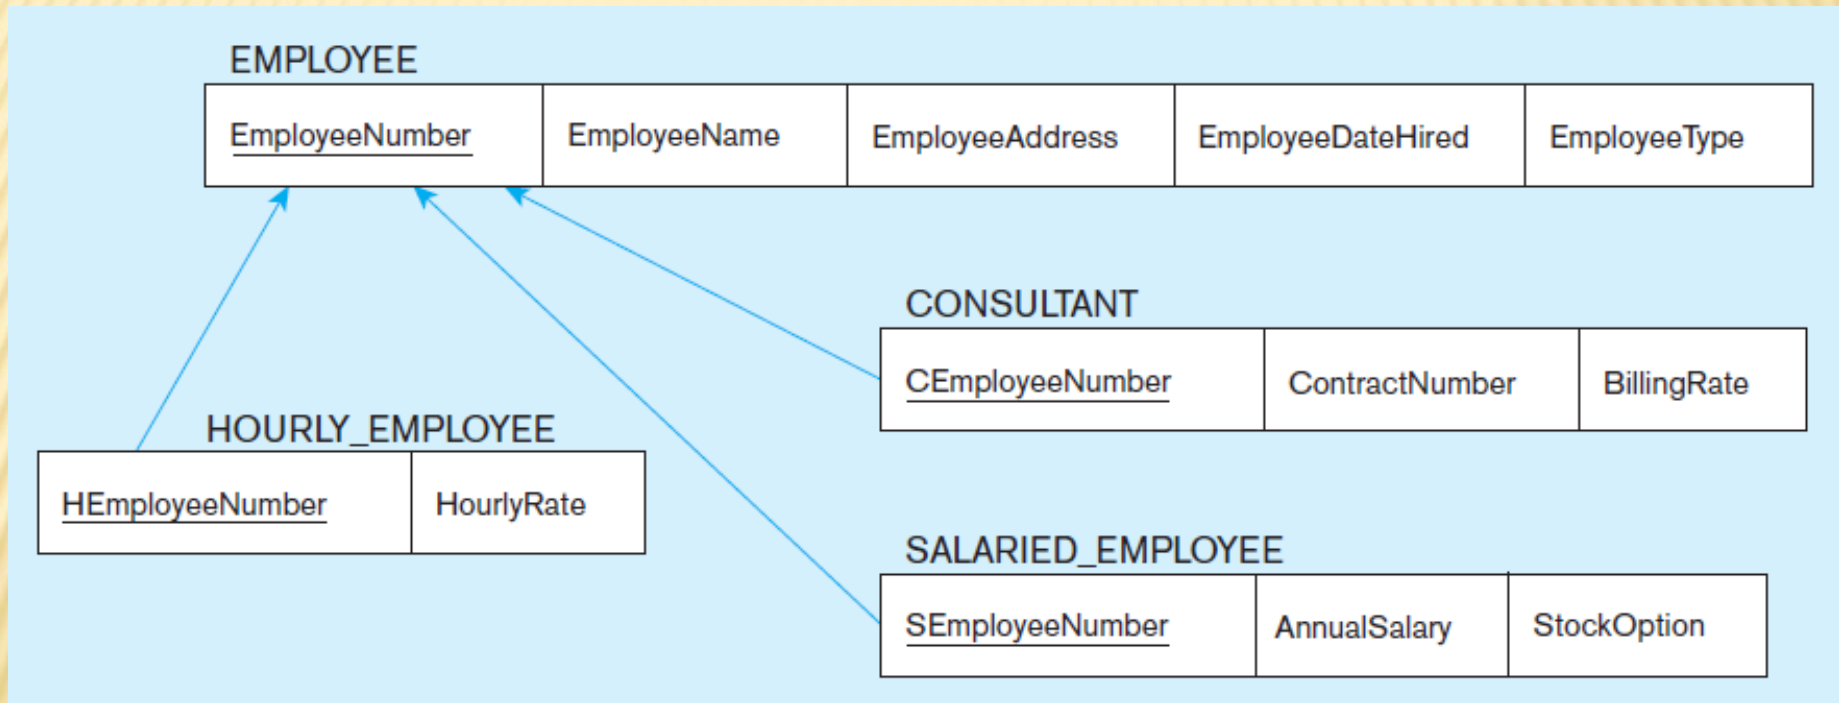 EMPLOYEE
EmployeeNumber EmployeeName EmployeeAddress EmployeeDateHired EmployeeType
CONSULTANT
CEmployeeNumber ContractNumber BillingRate
HOURLY_EMPLOYEE
HEmployeeNumber HourlyRate
SALARIED_EMPLOYEE
SEmployeeNumber AnnualSalary StockOption